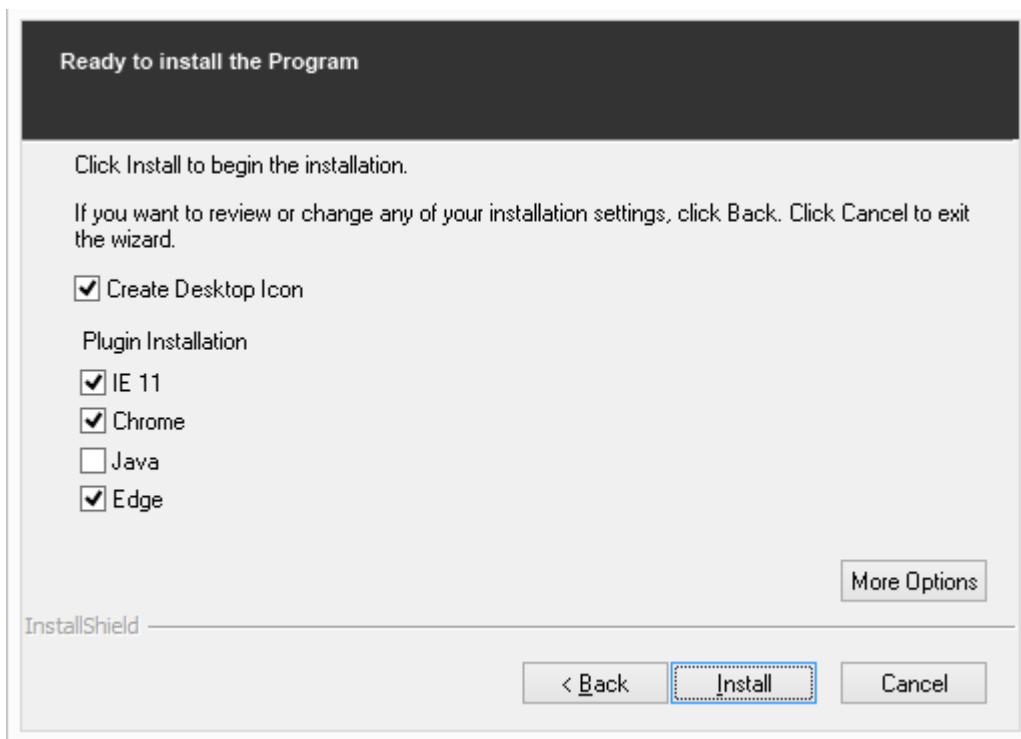 Ready to install the Program
Click Install to begin the installation.
If you want to review or change any of your installation settings, click Back. Click Cancel to exit
the wizard.
Create Desktop Icon
Plugin Installation
IE 11
Chrome
Java
Edge
More Options
InstallShield
< Back
Install
Cancel